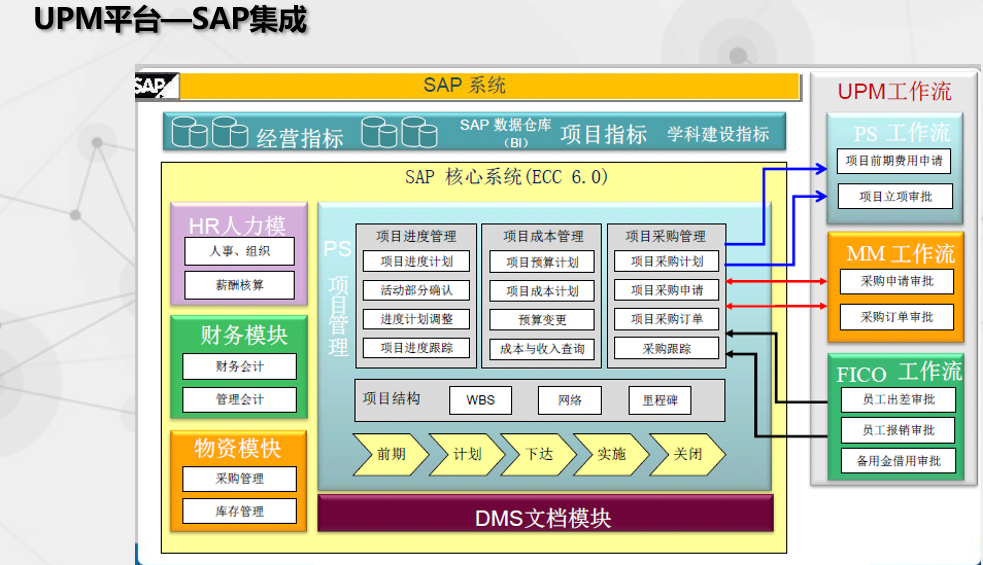 UPM平台—SAP集成
SAP
SAP 系统
经营指标
SAP 数据仓库
(BI)
项目指标
学科建设指标
SAP 核心系统(ECC 6.0)
HR人力模
人事、组织
薪酬核算
财务模块
财务会计
管理会计
物资模块
采购管理
库存管理
PS
项目管理
项目进度管理
项目进度计划
活动部分确认
进度计划调整
项目进度跟踪
项目成本管理
项目预算计划
项目成本计划
预算变更
成本与收入查询
项目采购管理
项目采购计划
项目采购申请
项目采购订单
采购跟踪
项目结构
WBS
网络
里程碑
前期
计划
下达
实施
关闭
DMS文档模块
UPM工作流
PS 工作流
项目前期费用申请
项目立项审批
MM 工作流
采购申请审批
采购订单审批
FICO 工作流
员工出差审批
员工报销审批
备用金借用审批